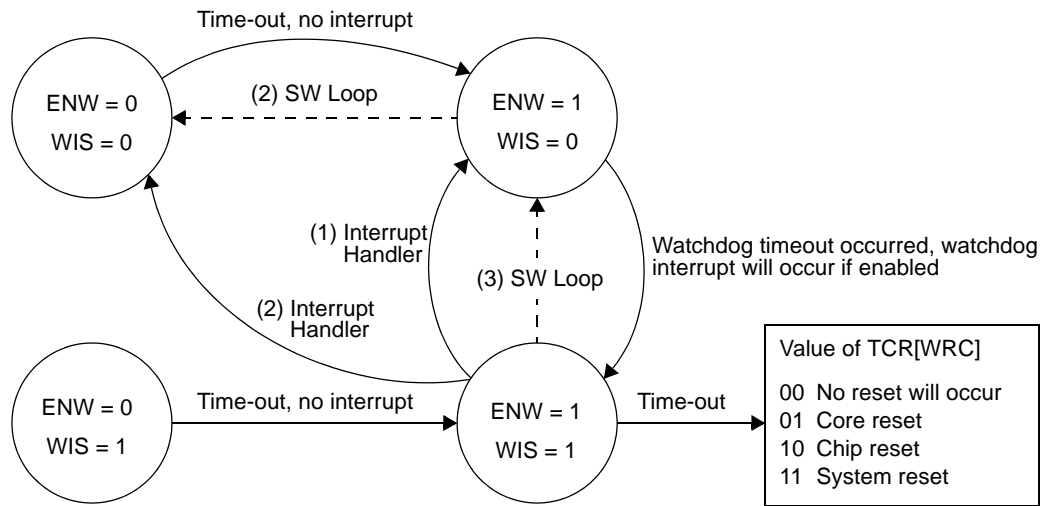 Time-out, no interrupt
ENW = 0
WIS = 0
(2) SW Loop
ENW = 1
WIS = 0
(1) Interrupt
Handler
(3) SW Loop
Watchdog timeout occurred, watchdog
interrupt will occur if enabled
(2) Interrupt
Handler
ENW = 0
WIS = 1
Time-out, no interrupt
ENW = 1
WIS = 1
Time-out
Value of TCR[WRC]
00 No reset will occur
01 Core reset
10 Chip reset
11 System reset